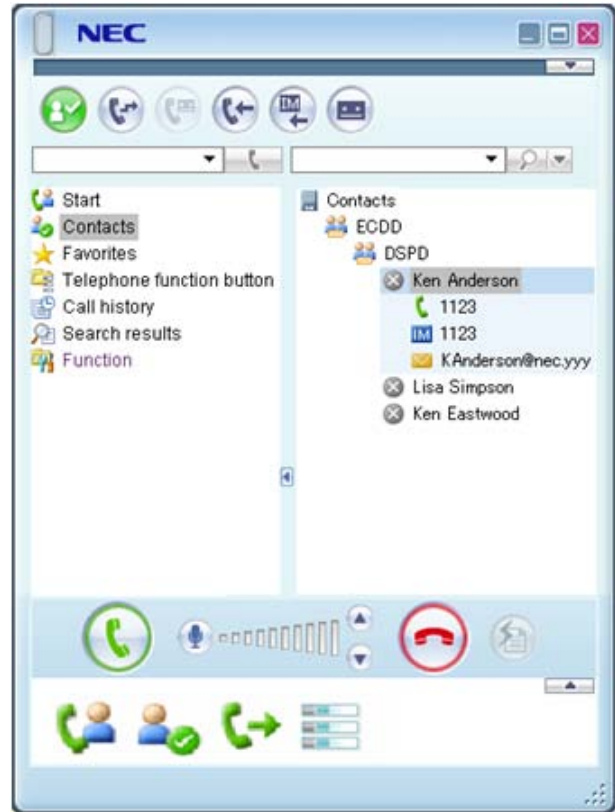 NEC
IM
Start
Contacts
Favorites
Telephone function button
Call history
Search results
Function
Contacts
ECDD
DSPD
Ken Anderson
1123
IM 1123
KAnderson@nec.yyy
Lisa Simpson
Ken Eastwood